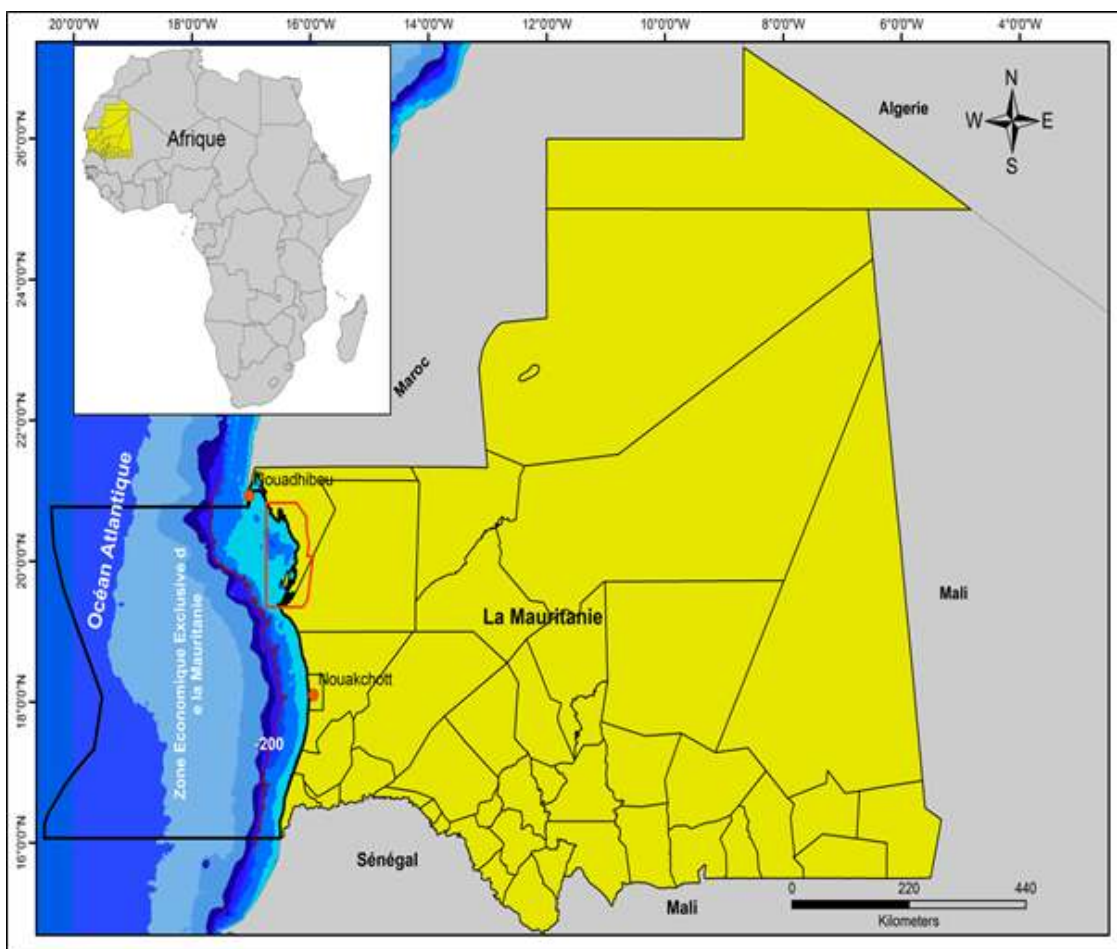 20°0'0"W
16°0'0"W
14°0'0"W
12°0'0"W
10°0'0"W
8°0'0"W
6°0'0"W
4°0'0"W
26°0'0"N
24°0'0"N
22°0'0"N
20°0'0"N
18°0'0"N
16°0'0"N
Afrique
Algerie
N
W
E
S
Maroc
Nouadhibou
Océan Atlantique
Zone Economique Exclusive d
e la Mauritanie
La Mauritanie
Mali
Nouakchott
-200
Sénégal
Mali
0
220
440
Kilometers